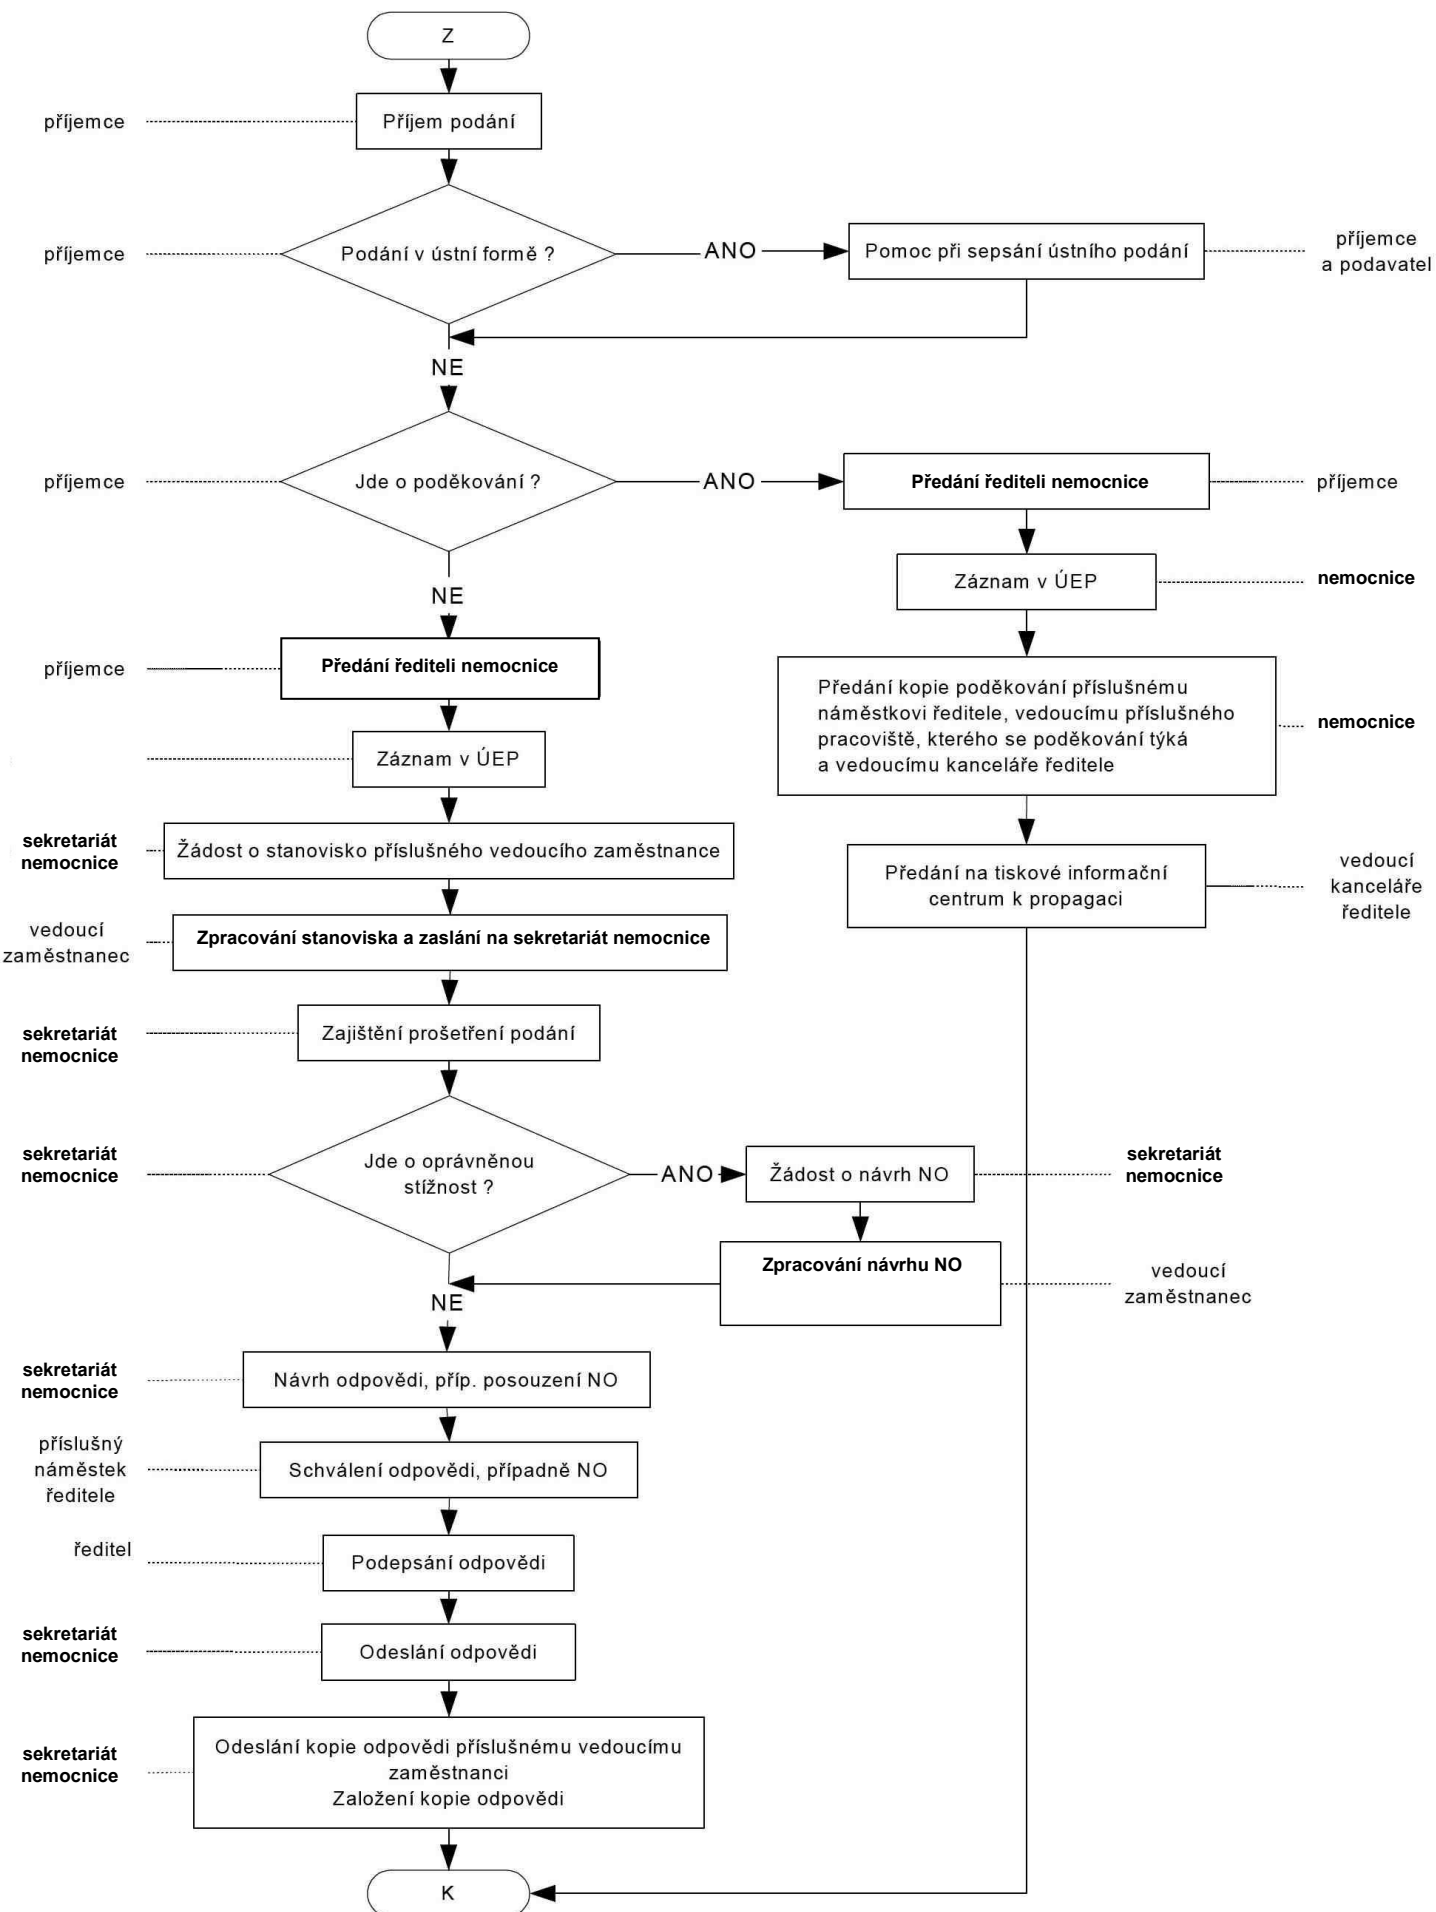 Z
příjemce
Příjem podání
příjemce
Podání v ústní formě ?
ANO
Pomoc při sepsání ústního podání
příjemce
a podavatel
NE
příjemce
Jde o poděkování ?
ANO
Předání řediteli nemocnice
příjemce
Záznam v ÚEP
nemocnice
NE
příjemce
Předání řediteli nemocnice
Předání kopie poděkování příslušnému
náměstkovi ředitele, vedoucímu příslušného
pracoviště, kterého se poděkování týká
a vedoucímu kanceláře ředitele
nemocnice
Záznam v ÚEP
sekretariát
nemocnice
Žádost o stanovisko příslušného vedoucího zaměstnance
Předání na tiskové informační
centrum k propagaci
vedoucí
kanceláře
ředitele
vedoucí
zaměstnanec
Zpracování stanoviska a zaslání na sekretariát nemocnice
sekretariát
nemocnice
Zajištění prošetření podání
sekretariát
nemocnice
Jde o oprávněnou
stížnost ?
ANO
Žádost o návrh NO
sekretariát
nemocnice
Zpracování návrhu NO
vedoucí
zaměstnanec
NE
sekretariát
nemocnice
Návrh odpovědi, příp. posouzení NO
příslušný
náměstek
ředitele
Schválení odpovědi, případně NO
ředitel
Podepsání odpovědi
sekretariát
nemocnice
Odeslání odpovědi
sekretariát
nemocnice
Odeslání kopie odpovědi příslušnému vedoucímu
zaměstnanci
Založení kopie odpovědi
K